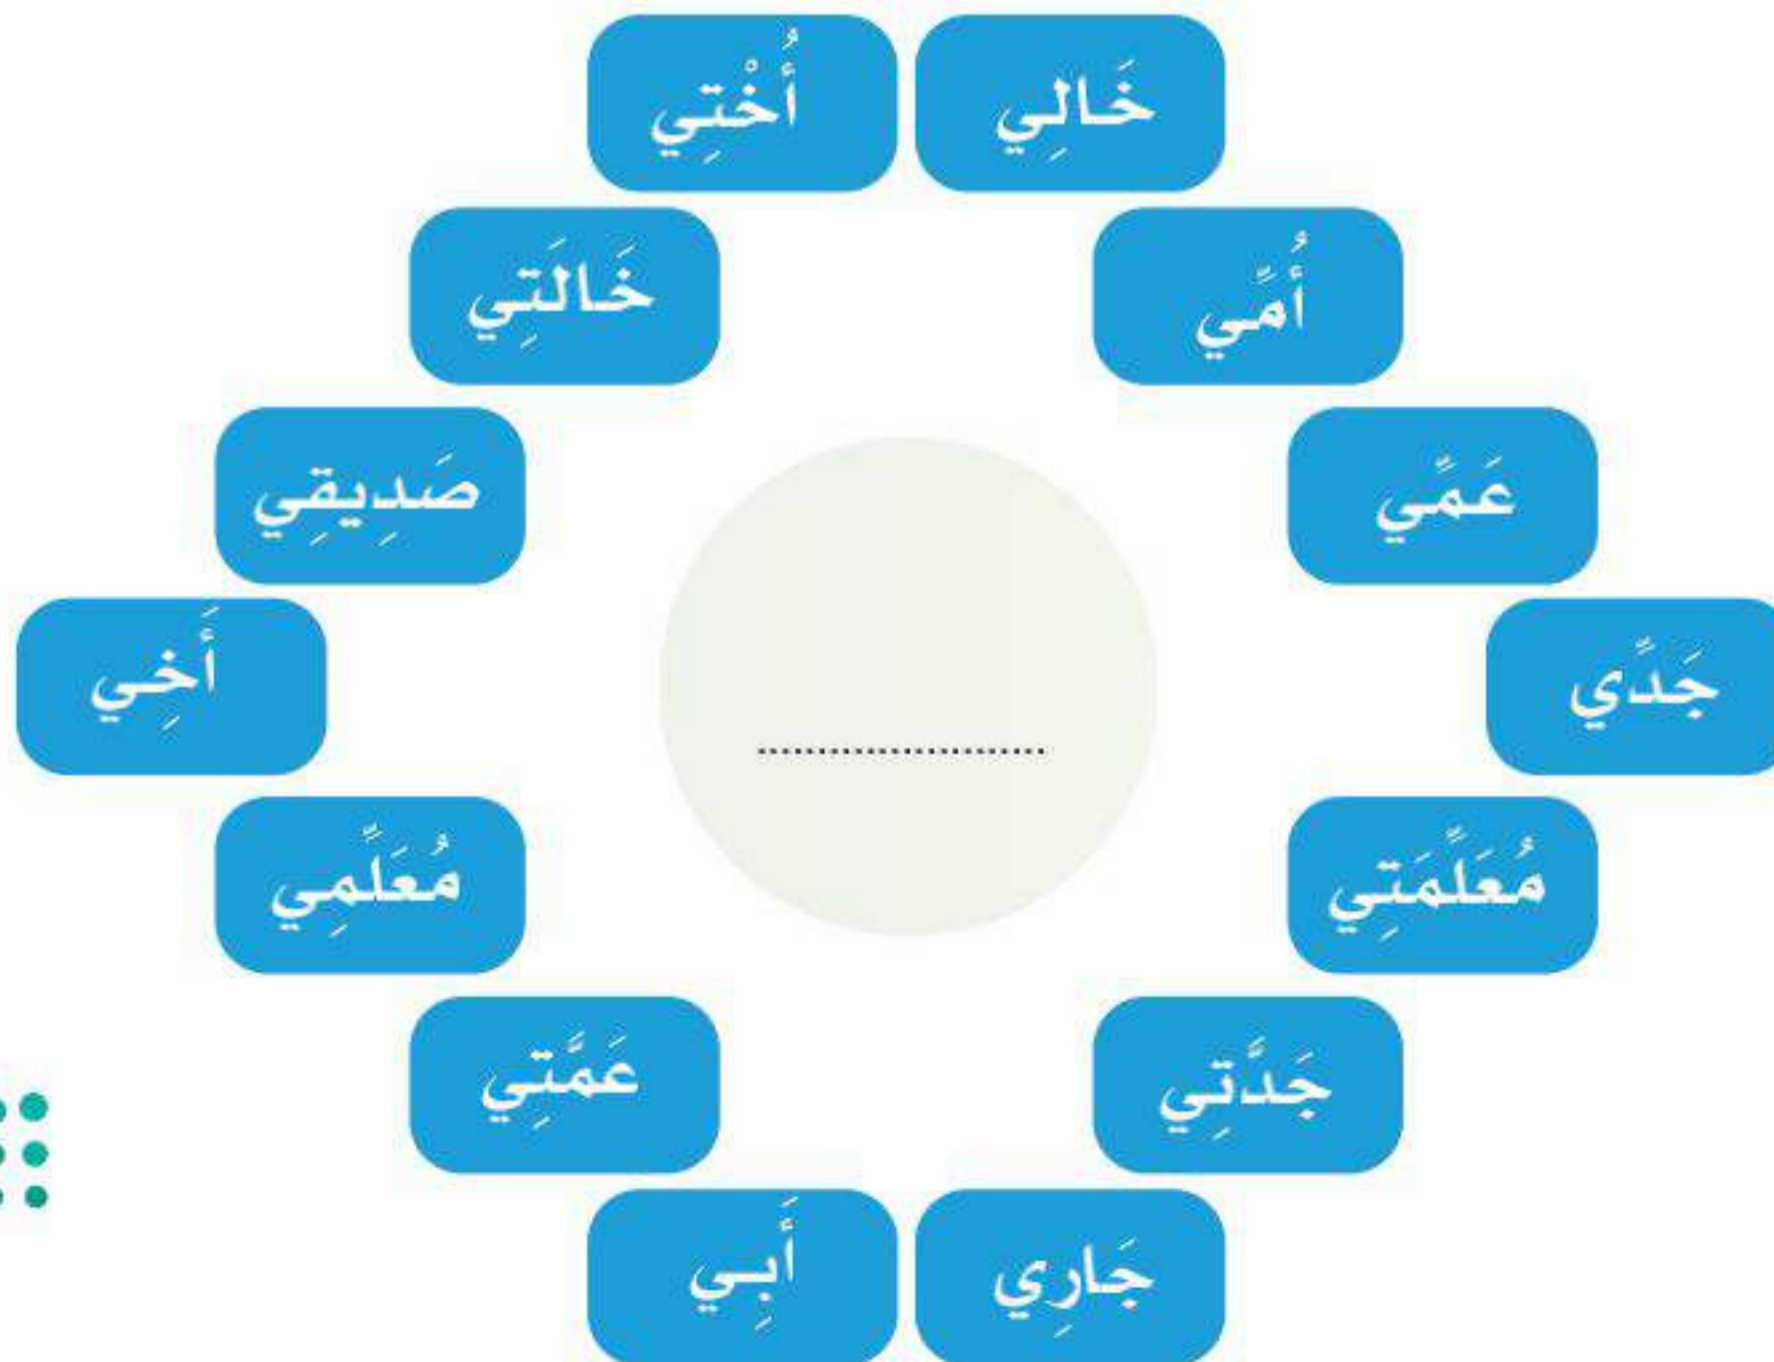 خَالِي
أُخْتِي
أُمِّي
خَالَتِي
عَمِّي
صَدِيقِي
جَدِّي
أَخِي
......................
مُعَلِّمَتِي
مُعَلِّمِي
جَدَّتِي
عَمَّتِي
جَارِي
أَبِي